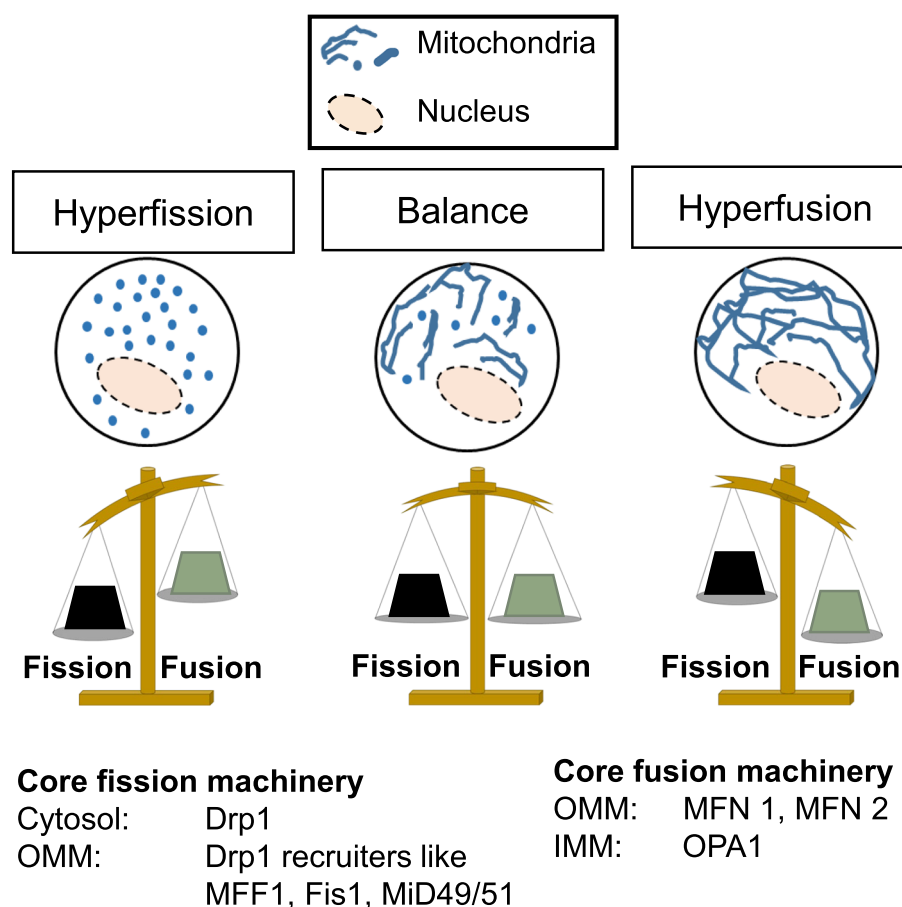 Mitochondria
Nucleus
Hyperfission
Balance
Hyperfusion
Fission Fusion
Fission Fusion
Fission Fusion
Core fission machinery
Cytosol: Drp1
OMM: Drp1 recruiters like
MFF1, Fis1, MiD49/51
Core fusion machinery
OMM: MFN 1, MFN 2
IMM: OPA1